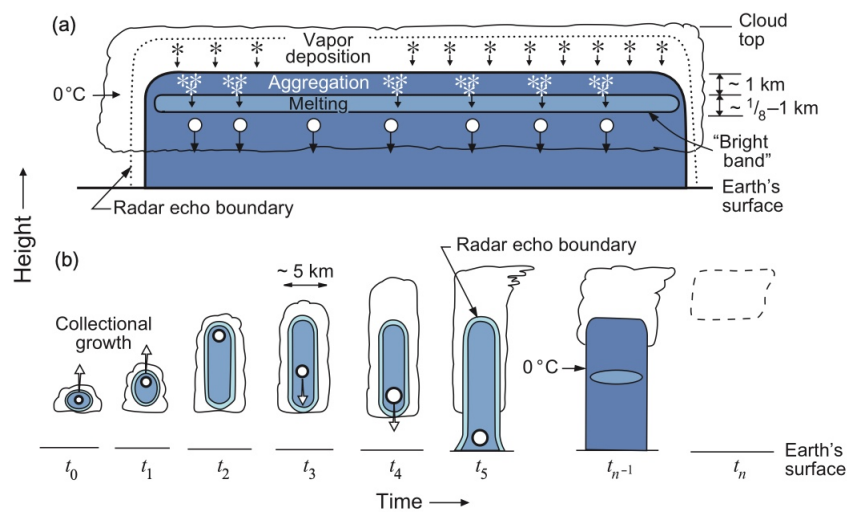 (a)
Cloud
top
Vapor
deposition
Aggregation
Melting
0 °C
~ 1 km
~ 1/8–1 km
"Bright
band"
Radar echo boundary
Earth's
surface
Height
(b)
Radar echo boundary
~ 5 km
Collectional
growth
0 °C
Earth's
surface
t0 t1 t2 t3 t4 t5 tn–1 tn
Time